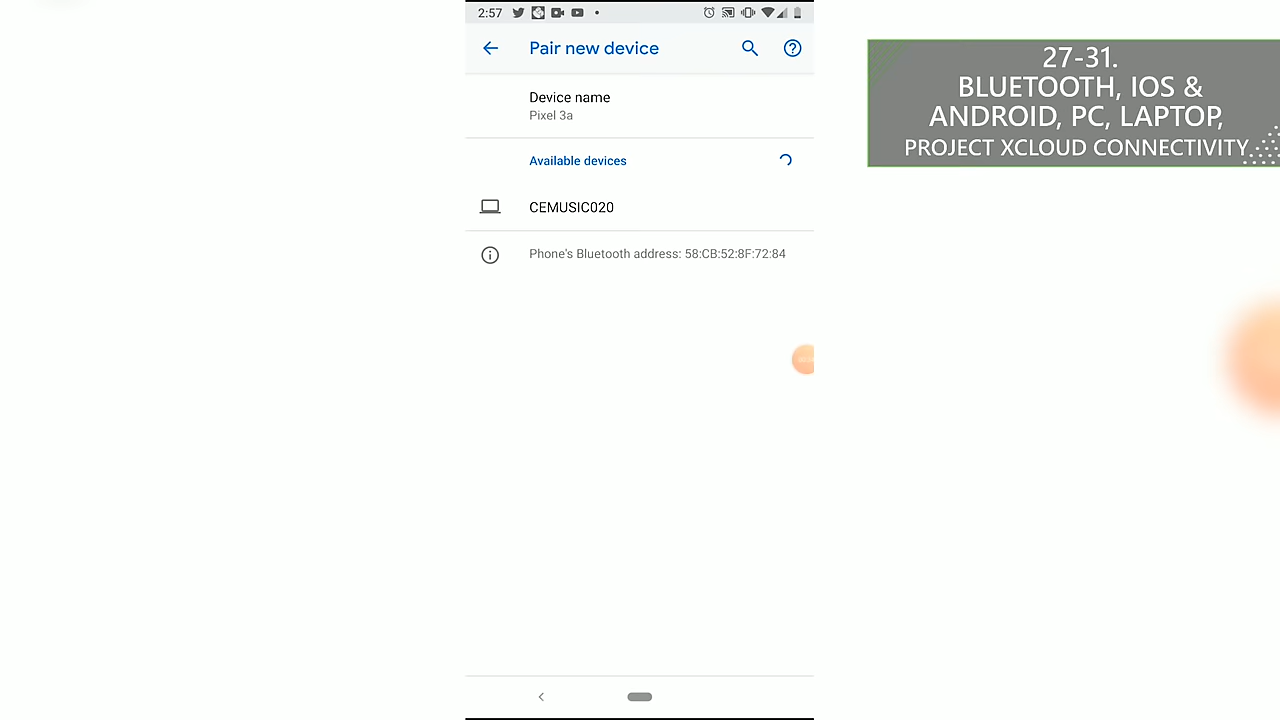 2:57
Pair new device
Device name
Pixel 3a
Available devices
CEMUSIC020
Phone's Bluetooth address: 58:CB:52:8F:72:84
27-31.
BLUETOOTH, IOS &
ANDROID, PC, LAPTOP,
PROJECT XCLOUD CONNECTIVITY